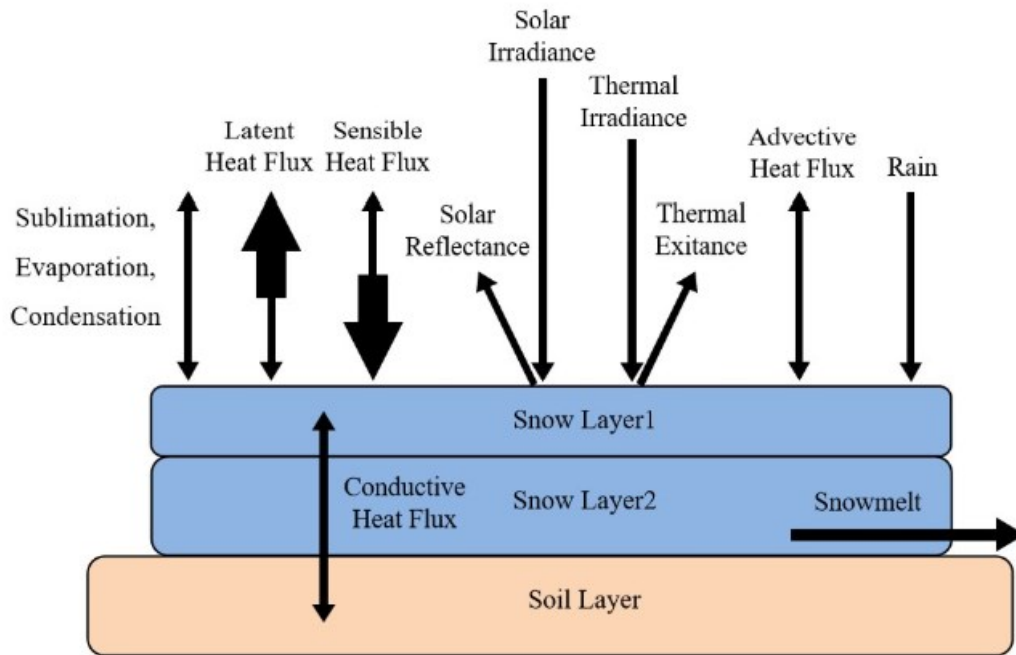 Solar
Irradiance
Thermal
Irradiance
Latent
Heat Flux
Sensible
Heat Flux
Advective
Heat Flux
Rain
Sublimation,
Evaporation,
Condensation
Solar
Reflectance
Thermal
Exitance
Snow Layer1
Conductive
Heat Flux
Snow Layer2
Snowmelt
Soil Layer